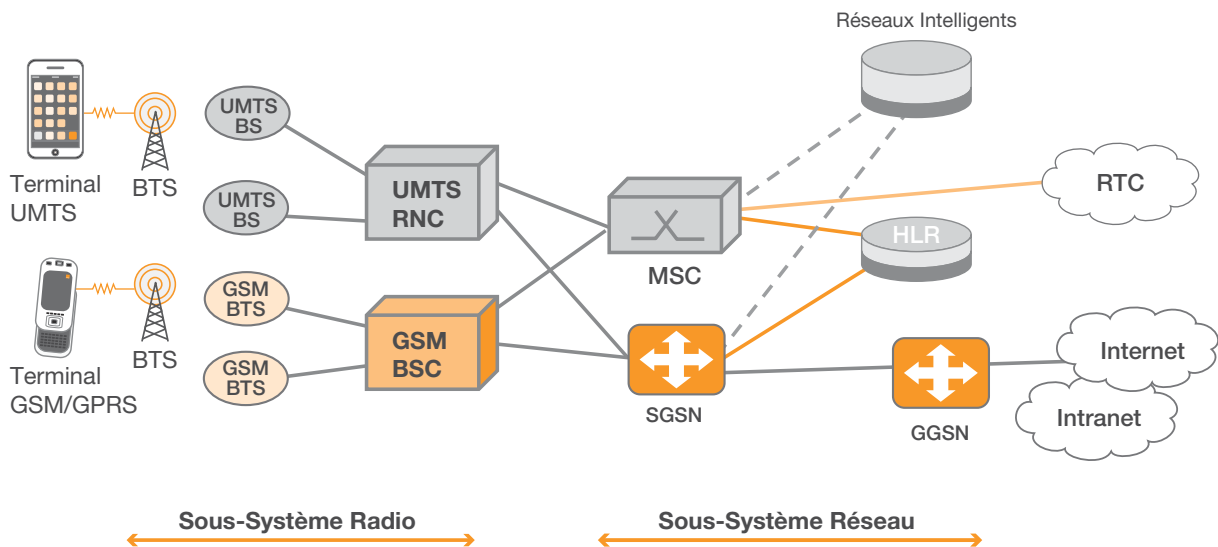 Réseaux Intelligents
UMTS
BS
Terminal
UMTS
BTS
UMTS
BS
UMTS
RNC
MSC
RTC
HLR
GSM
BTS
Terminal
GSM/GPRS
BTS
GSM
BTS
GSM
BSC
SGSN
GGSN
Internet
Intranet
Sous-Système Radio
Sous-Système Réseau